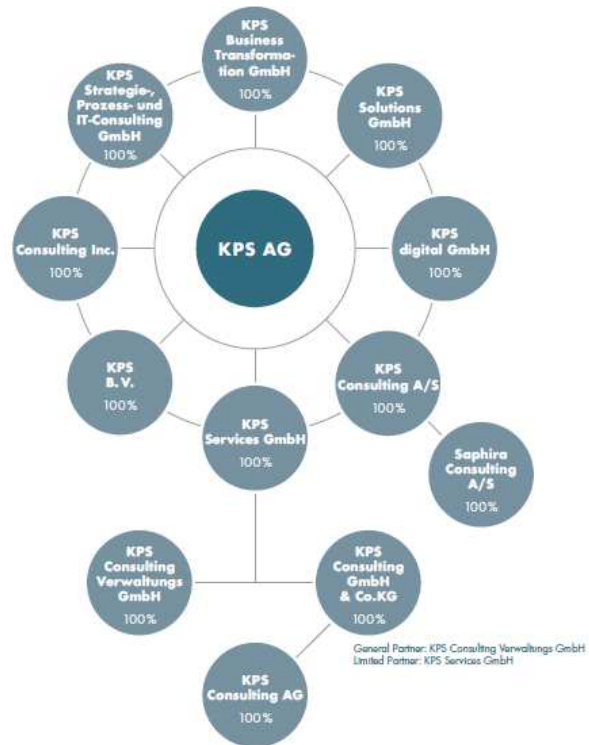 KPS
Business
Transforma-
tion GmbH
100%
KPS
Strategie-,
Prozess- und
IT-Consulting
GmbH
100%
KPS
Solutions
GmbH
100%
KPS
Consulting Inc.
100%
KPS AG
KPS
digital GmbH
100%
KPS
B. V.
100%
KPS
Services GmbH
100%
KPS
Consulting A/S
100%
Saphira
Consulting
A/S
100%
KPS
Consulting
Verwaltungs
GmbH
100%
KPS
Consulting
GmbH
& Co.KG
100%
General Partner: KPS Consulting Verwaltungs GmbH
Limited Partner: KPS Services GmbH
KPS
Consulting AG
100%